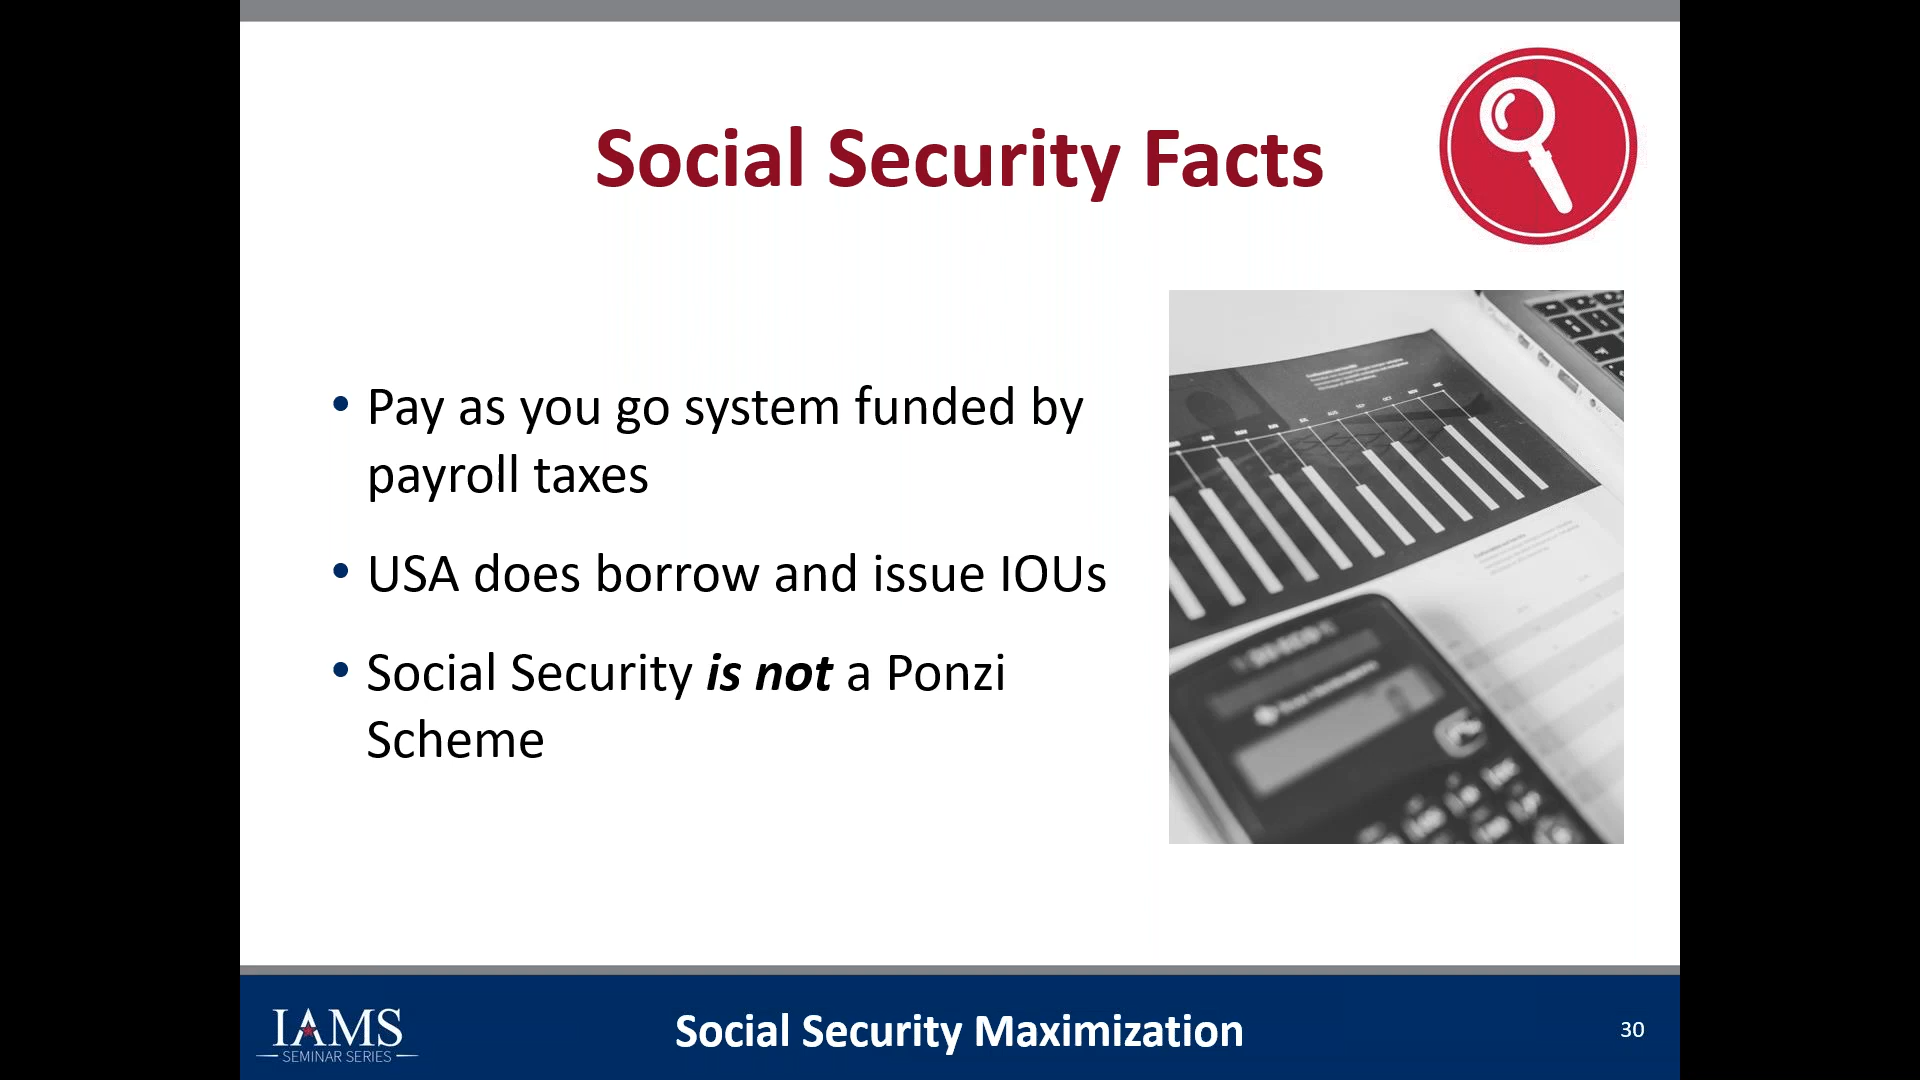 Social Security Facts
• Pay as you go system funded by
payroll taxes
• USA does borrow and issue IOUs
• Social Security is not a Ponzi
Scheme
IAMS
SEMINAR SERIES
Social Security Maximization
30